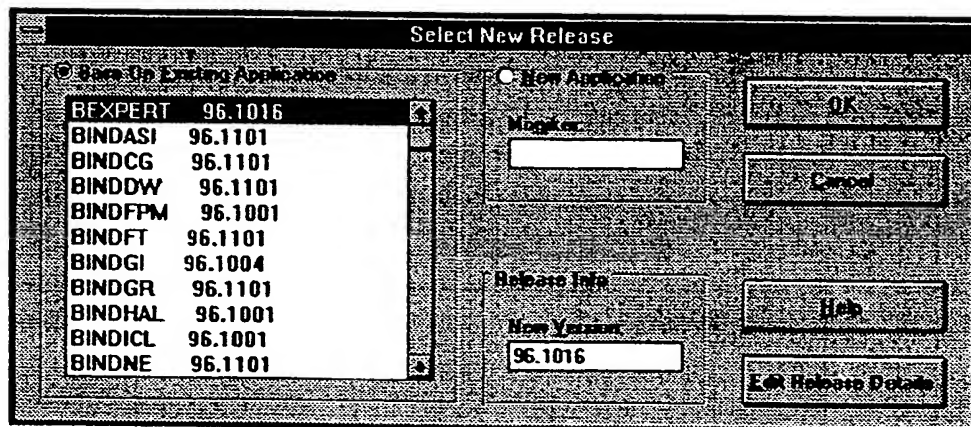 Select New Release
Base On Existing Application
BEXPERT 96.1016
BINDASI 96.1101
BINDCG 96.1101
BINDDW 96.1101
BINDFPM 96.1001
BINDFT 96.1101
BINDGI 96.1004
BINDGR 96.1101
BINDHAL 96.1001
BINDICL 96.1001
BINDNE 96.1101
New Application
Release Info
New Version
96.1016
OK
Cancel
Help
Edit Release Details